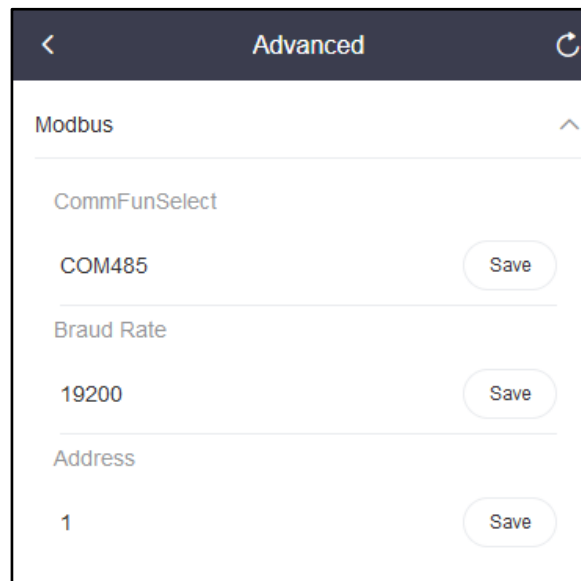 Advanced
Modbus
CommFunSelect
COM485 Save
Braud Rate
19200 Save
Address
1 Save